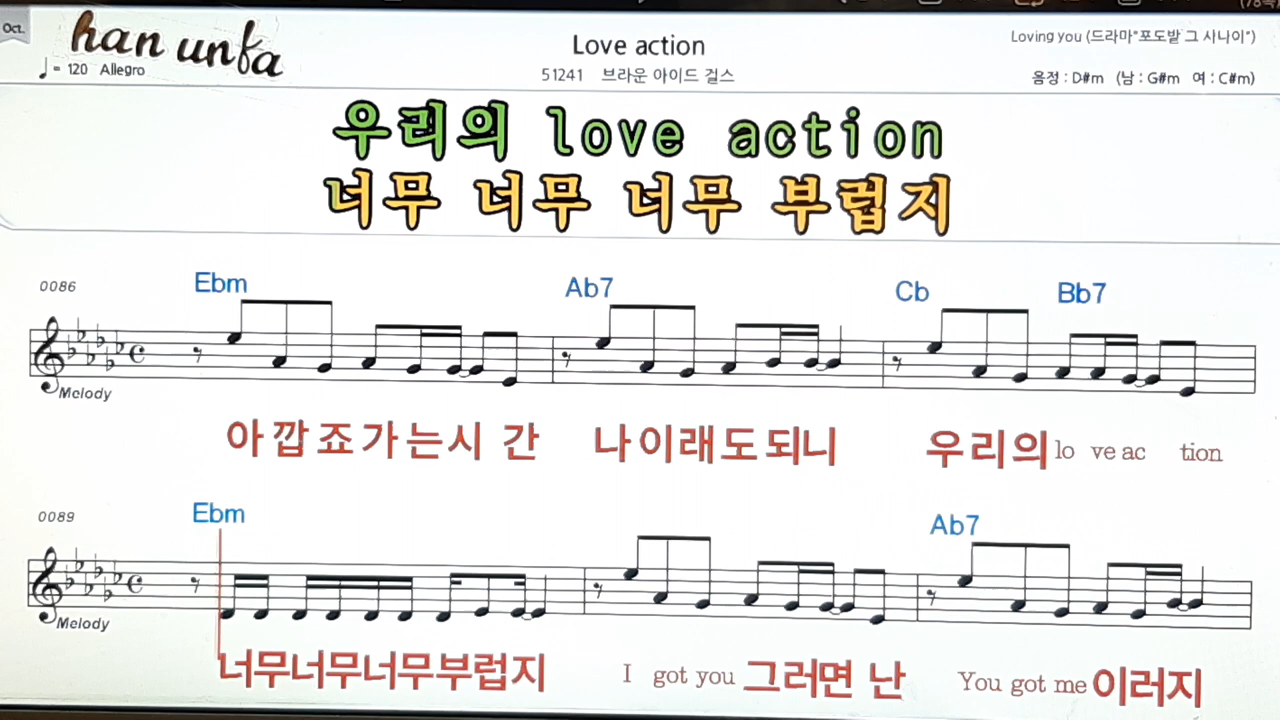 Oct.
han unfa
Love action
Loving you (드라마"포도밭 그 사나이")
♩= 120 Allegro
51241 브라운 아이드 걸스
음정 : D#m (남 : G#m 여 : C#m)
우리의 love action
너무 너무 너무 부럽지
0086
Ebm Ab7 Cb Bb7
Melody
아깝죠가는시간 나이래도되니 우리의 lo ve ac tion
0089
Ebm Ab7
Melody
너무너무너무부럽지 I got you 그러면 난 You got me 이러지